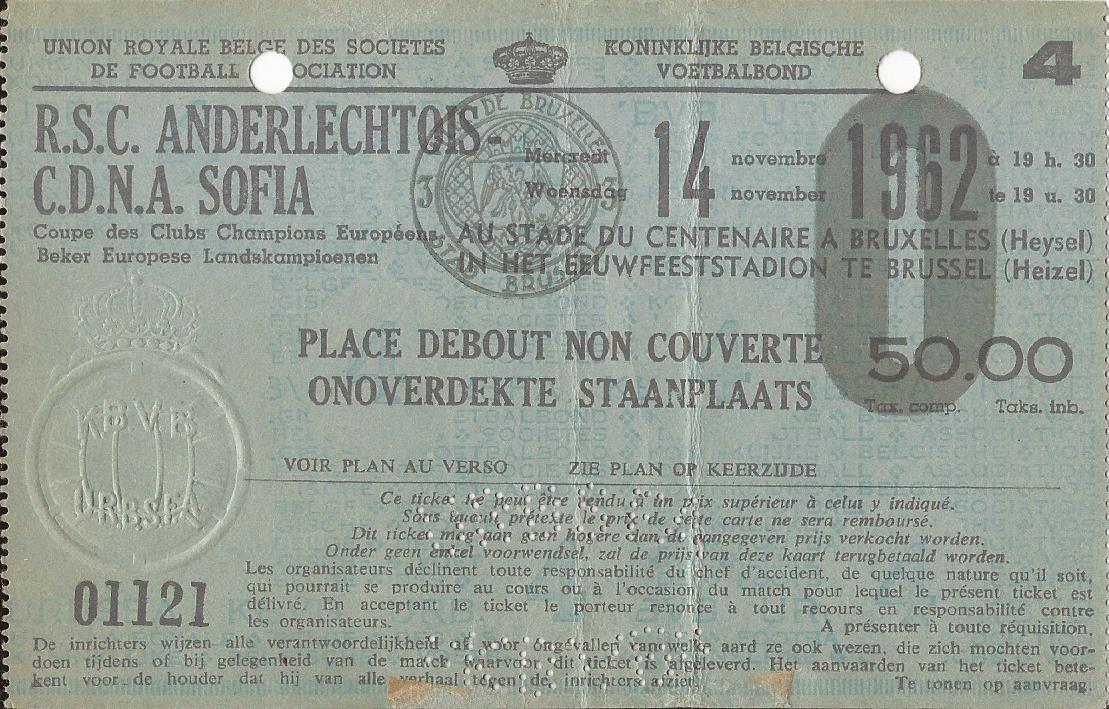 UNION ROYALE BELGE DES SOCIETES
DE FOOTBALL OCIATION
KONINKLIJKE BELGISCHE
VOETBALBOND
4
R.S.C. ANDERLECHTOIS-
C.D.N.A. SOFIA
Coupe des Clubs Champions Européens
Beker Europese Landskampioenen
Mercredi
Woensdag
14
novembre
november
1962
à 19 h. 30
te 19 u. 30
AU STADE DU CENTENAIRE A BRUXELLES (Heysel)
IN HET EEUWFEESTSTADION TE BRUSSEL (Heizel)
DE BRUXELLES
3 3
0
PLACE DEBOUT NON COUVERTE
ONOVERDEKTE STAANPLAATS
50.00
Tax. comp. Taks. inb.
KBVB
URBSFA
VOIR PLAN AU VERSO ZIE PLAN OP KEERZIJDE
Ce ticket ne peut être vendu à un prix supérieur à celui y indiqué.
Sous aucun prétexte le prix de cette carte ne sera remboursé.
Dit ticket mag aan geen hogere dan de aangegeven prijs verkocht worden.
Onder geen enkel voorwendsel, zal de prijs van deze kaart terugbetaald worden.
Les organisateurs déclinent toute responsabilité du chef d'accident, de quelque nature qu'il soit,
qui pourrait se produire au cours ou à l'occasion du match pour lequel le présent ticket est
délivré. En acceptant le ticket le porteur renonce à tout recours en responsabilité contre
les organisateurs.
A présenter à toute réquisition.
01121
De inrichters wijzen alle verantwoordelijkheid af voor ongevallen vanwelke aard ze ook wezen, die zich mochten voor-
doen tijdens of bij gelegenheid van de match waarvoor dit ticket is afgeleverd. Het aanvaarden van het ticket bete-
kent voor de houder dat hij van alle verhaal tegen de inrichters afziet.
Te tonen op aanvraag.